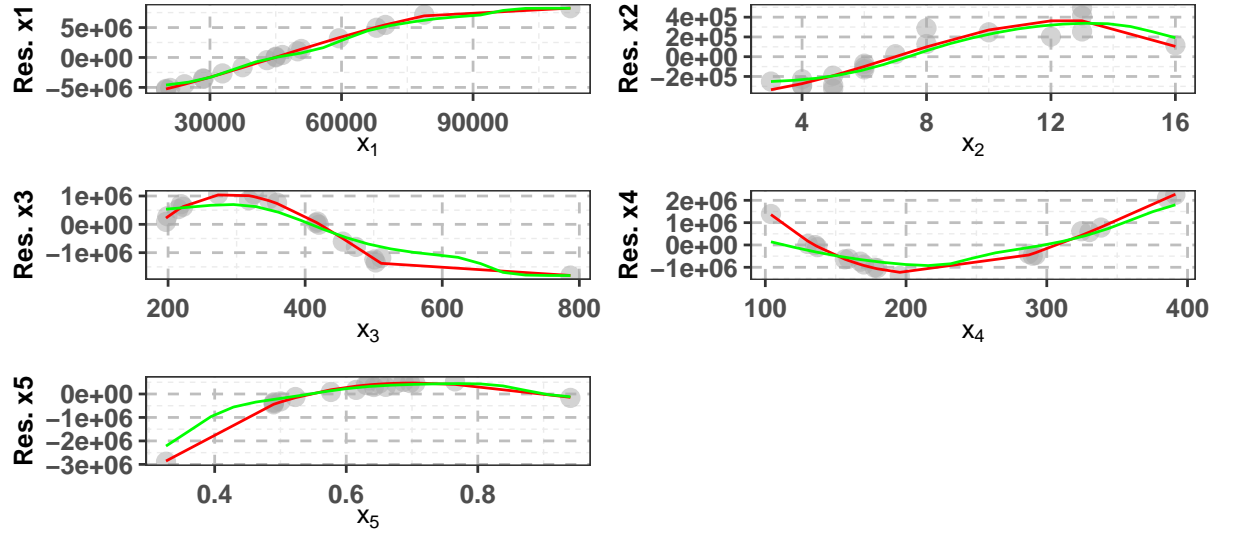 Res. x1
5e+06
0e+00
−5e+06
30000 60000 90000
x1
Res. x2
4e+05
2e+05
0e+00
−2e+05
4 8 12 16
x2
Res. x3
1e+06
0e+00
−1e+06
200 400 600 800
x3
Res. x4
2e+06
1e+06
0e+00
−1e+06
100 200 300 400
x4
Res. x5
0e+00
−1e+06
−2e+06
−3e+06
0.4 0.6 0.8
x5